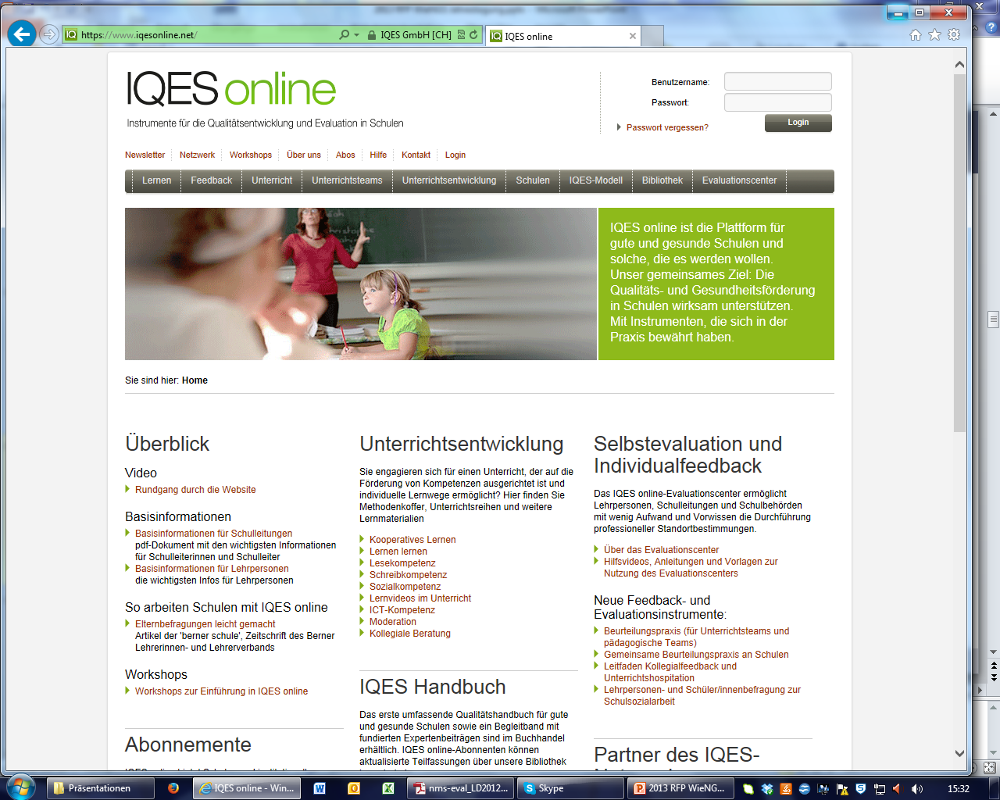 https://www.iqesonline.net/
IQES GmbH [CH]
IQES online
IQES online
Instrumente für die Qualitätsentwicklung und Evaluation in Schulen
Benutzername:
Passwort:
Passwort vergessen?
Login
Newsletter Netzwerk Workshops Über uns Abos Hilfe Kontakt Login
Lernen Feedback Unterricht Unterrichtsteams Unterrichtsentwicklung Schulen IQES-Modell Bibliothek Evaluationscenter
IQES online ist die Plattform für
gute und gesunde Schulen und
solche, die es werden wollen.
Unser gemeinsames Ziel: Die
Qualitäts- und Gesundheitsförderung
in Schulen wirksam unterstützen.
Mit Instrumenten, die sich in der
Praxis bewährt haben.
Sie sind hier: Home
Überblick
Video
Rundgang durch die Website
Basisinformationen
Basisinformationen für Schulleitungen
pdf-Dokument mit den wichtigsten Informationen
für Schulleiterinnen und Schulleiter
Basisinformationen für Lehrpersonen
die wichtigsten Infos für Lehrpersonen
So arbeiten Schulen mit IQES online
Elternbefragungen leicht gemacht
Artikel der 'berner schule', Zeitschrift des Berner
Lehrerinnen- und Lehrerverbands
Workshops
Workshops zur Einführung in IQES online
Abonnemente
Unterrichtsentwicklung
Sie engagieren sich für einen Unterricht, der auf die
Förderung von Kompetenzen ausgerichtet ist und
individuelle Lernwege ermöglicht? Hier finden Sie
Methodenkoffer, Unterrichtsreihen und weitere
Lernmaterialien
Kooperatives Lernen
Lernen lernen
Lesekompetenz
Schreibkompetenz
Sozialkompetenz
Lernvideos im Unterricht
ICT-Kompetenz
Moderation
Kollegiale Beratung
IQES Handbuch
Das erste umfassende Qualitätshandbuch für gute
und gesunde Schulen sowie ein Begleitband mit
fundierten Expertenbeiträgen sind im Buchhandel
erhältlich. IQES online-Abonnenten können
aktualisierte Teilfassungen über unsere Bibliothek
Selbstevaluation und
Individualfeedback
Das IQES online-Evaluationscenter ermöglicht
Lehrpersonen, Schulleitungen und Schulbehörden
mit wenig Aufwand und Vorwissen die Durchführung
professioneller Standortbestimmungen.
Über das Evaluationscenter
Hilfsvideos, Anleitungen und Vorlagen zur
Nutzung des Evaluationscenters
Neue Feedback- und
Evaluationsinstrumente:
Beurteilungspraxis (für Unterrichtsteams und
pädagogische Teams)
Gemeinsame Beurteilungspraxis an Schulen
Leitfaden Kollegialfeedback und
Unterrichtshospitation
Lehrpersonen- und Schüler/innenbefragung zur
Schulsozialarbeit
Partner des IQES-
Präsentationen
IQES online - Win...
nms-eval_LD2012...
Skype
2013 RFP WieNG...
15:32